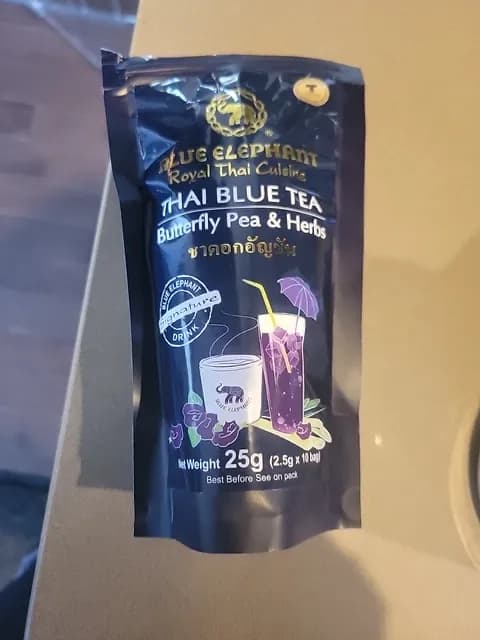 T
BLUE ELEPHANT
Royal Thai Cuisine
THAI BLUE TEA
Butterfly Pea & Herbs
ชาดอกอัญชัน
BLUE ELEPHANT
Signature
DRINK
BLUE ELEPHANT
Net Weight 25g (2.5g x 10 bag)
Best Before See on pack